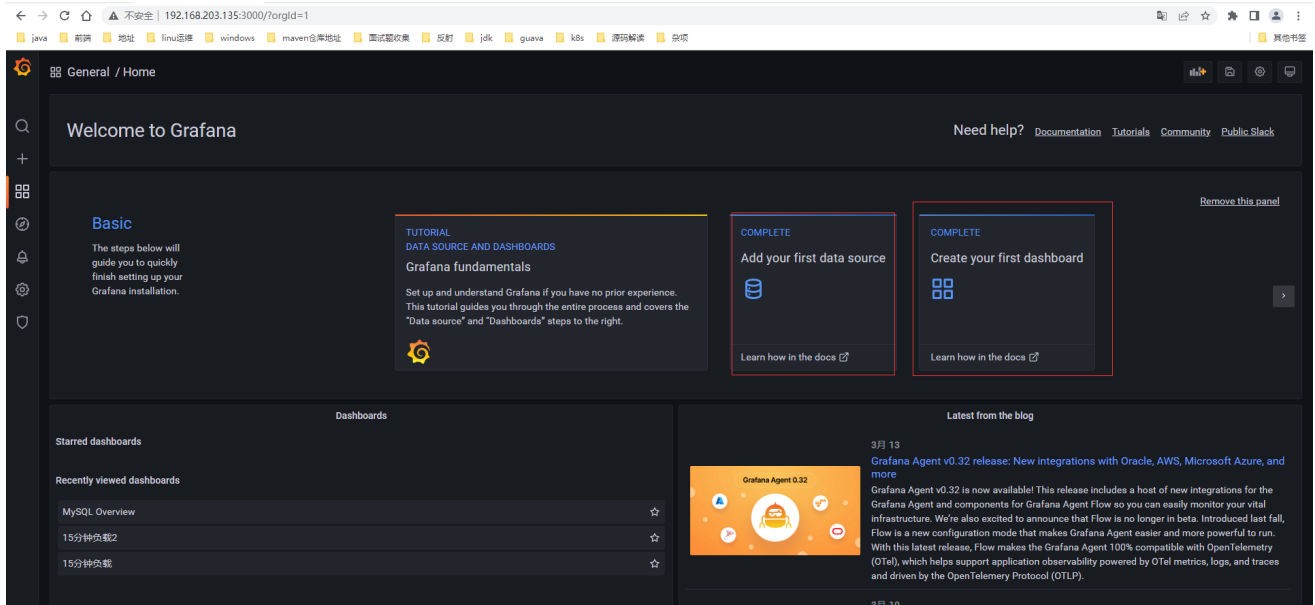 不安全 | 192.168.203.135:3000/?orgId=1
java 前端 地址 linu运维 windows maven仓库地址 面试题收集 反射 jdk guava k8s 源码解读 杂项 其他书签
General / Home
Welcome to Grafana
Need help? Documentation Tutorials Community Public Slack
Remove this panel
Basic
The steps below will
guide you to quickly
finish setting up your
Grafana installation.
TUTORIAL
DATA SOURCE AND DASHBOARDS
Grafana fundamentals
Set up and understand Grafana if you have no prior experience.
This tutorial guides you through the entire process and covers the
"Data source" and "Dashboards" steps to the right.
COMPLETE
Add your first data source
Learn how in the docs
COMPLETE
Create your first dashboard
Learn how in the docs
Dashboards
Starred dashboards
Recently viewed dashboards
MySQL Overview
15分钟负载2
15分钟负载
Latest from the blog
3月 13
Grafana Agent v0.32 release: New integrations with Oracle, AWS, Microsoft Azure, and
more
Grafana Agent 0.32
Grafana Agent v0.32 is now available! This release includes a host of new integrations for the
Grafana Agent and components for Grafana Agent Flow so you can easily monitor your vital
infrastructure. We're also excited to announce that Flow is no longer in beta. Introduced last fall,
Flow is a new configuration mode that makes Grafana Agent easier and more powerful to run.
With this latest release, Flow makes the Grafana Agent 100% compatible with OpenTelemetry
(OTel), which helps support application observability powered by OTel metrics, logs, and traces
and driven by the OpenTelemery Protocol (OTLP).